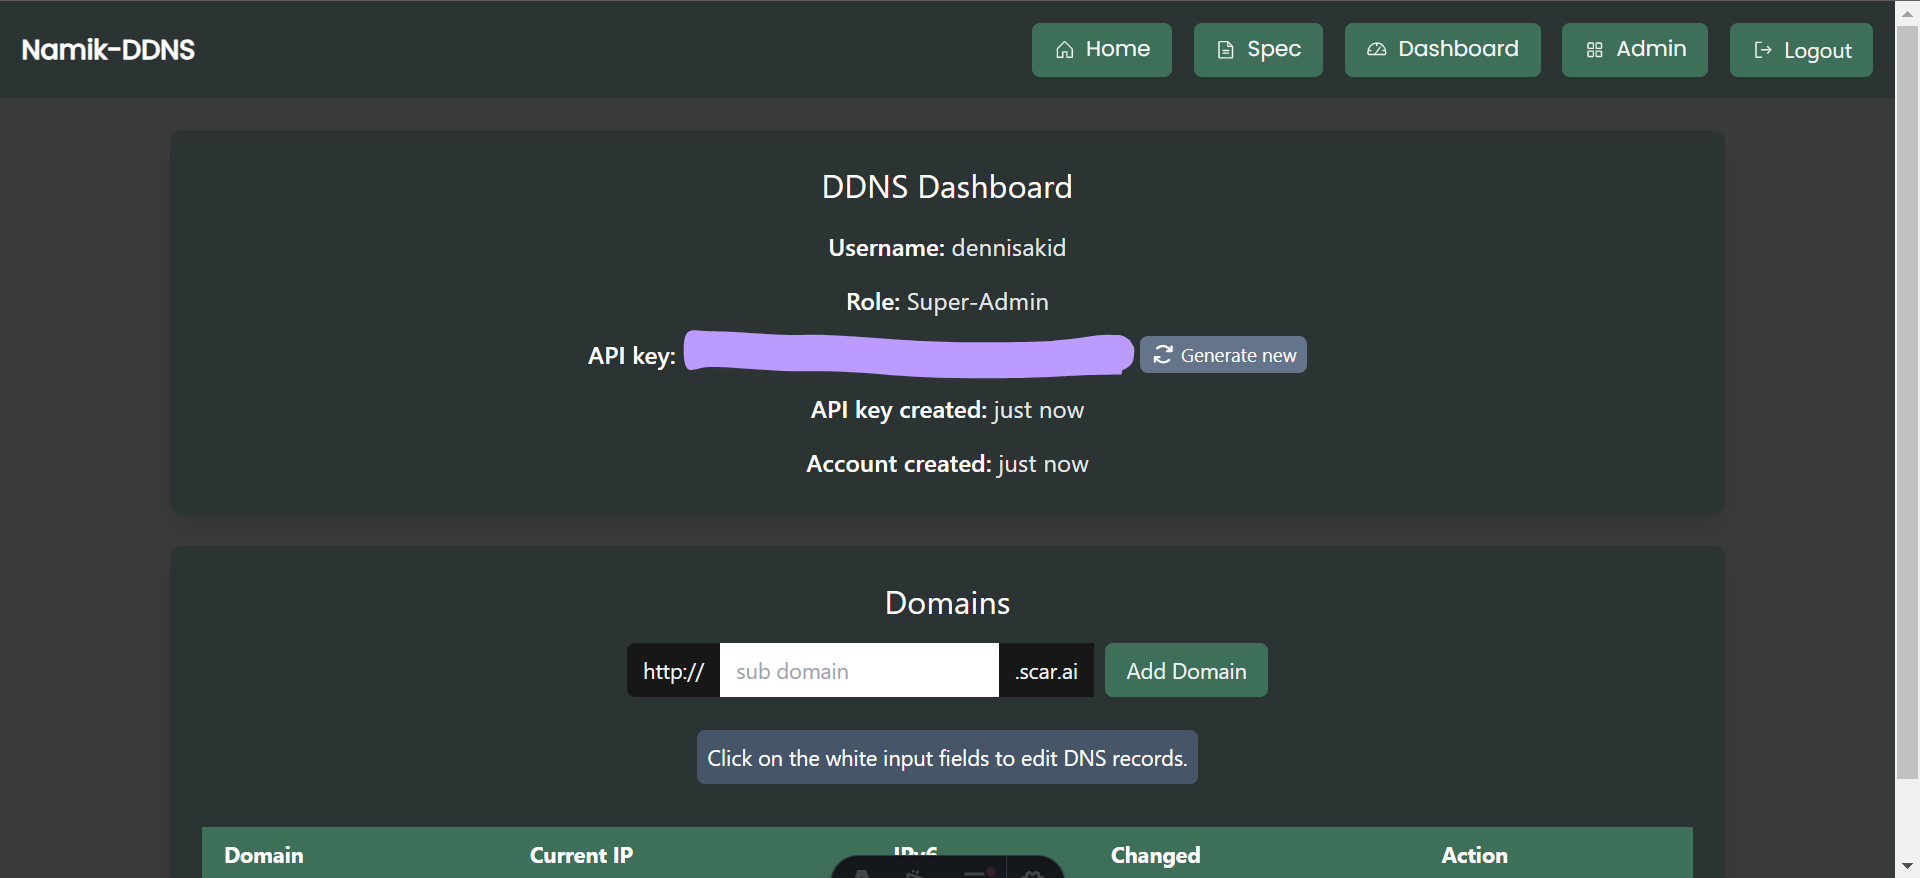 Namik-DDNS
Home
Spec
Dashboard
Admin
Logout
DDNS Dashboard
Username: dennisakid
Role: Super-Admin
API key:
Generate new
API key created: just now
Account created: just now
Domains
http://
sub domain
.scar.ai
Add Domain
Click on the white input fields to edit DNS records.
Domain
Current IP
IPv6
Changed
Action